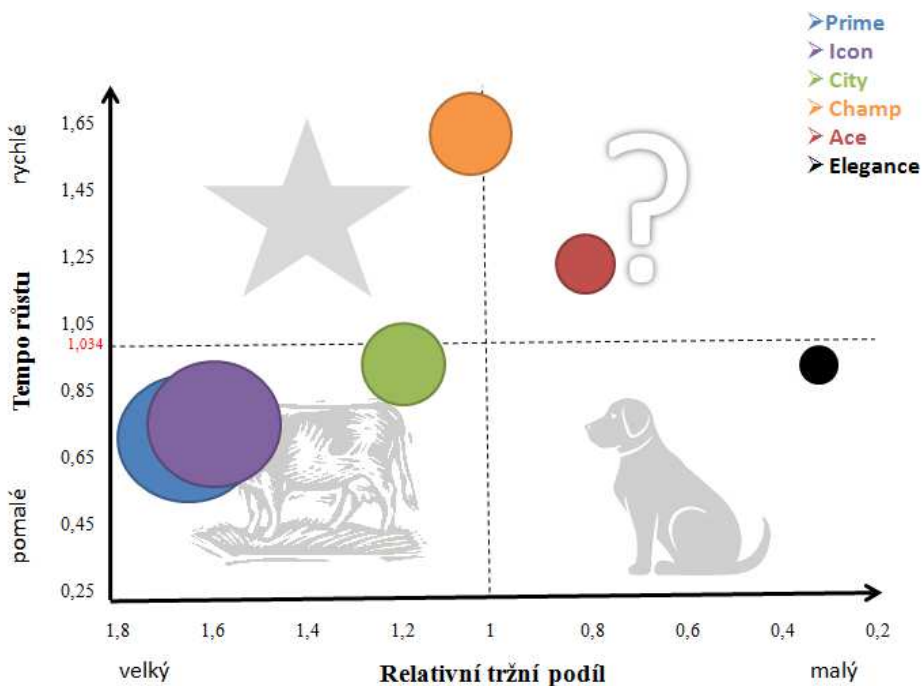 ➢Prime
➢ Icon
➢ City
➢ Champ
➢ Ace
➢ Elegance
rychlé
Tempo růstu
pomalé
1,65
1,45
1,25
1,05
1,034
0,85
0,65
0,45
0,25
?
1,8 1,6 1,4 1,2 1 0,8 0,6 0,4 0,2
velký Relativní tržní podíl malý